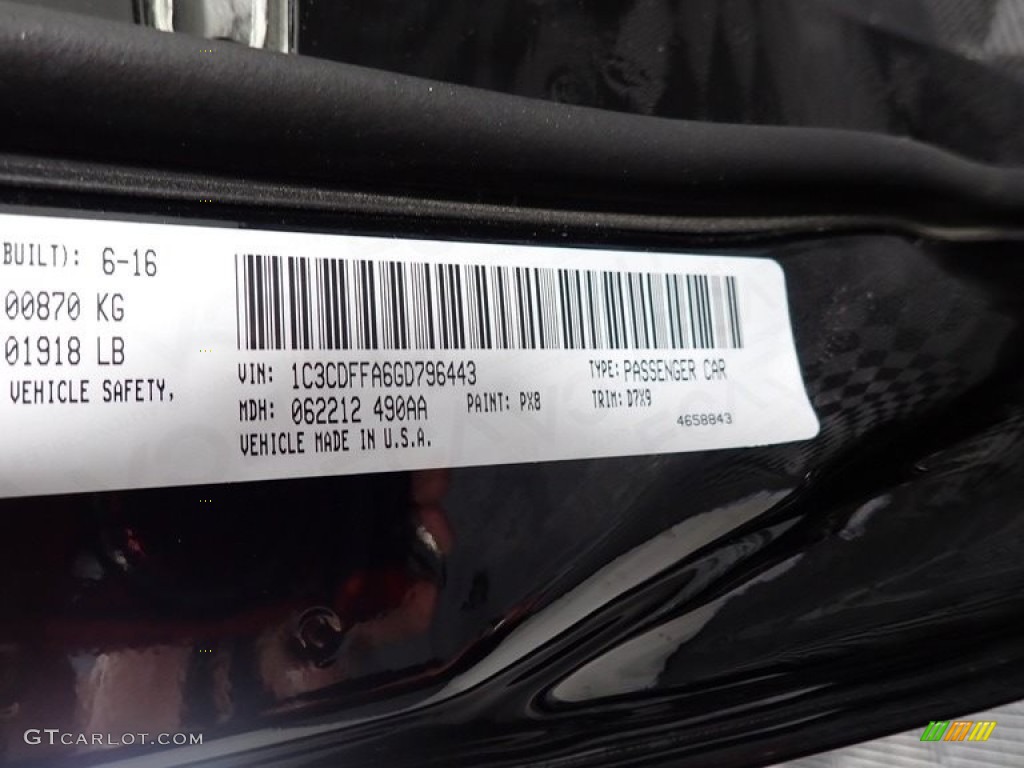 BUILT): 6-16
00870 KG
01918 LB
VEHICLE SAFETY,
VIN: 1C3CDFFA6GD796443 TYPE: PASSENGER CAR
MDH: 062212 490AA PAINT: PX8 TRIM: D7X9
VEHICLE MADE IN U.S.A. 4658843
GTCARLOT.COM